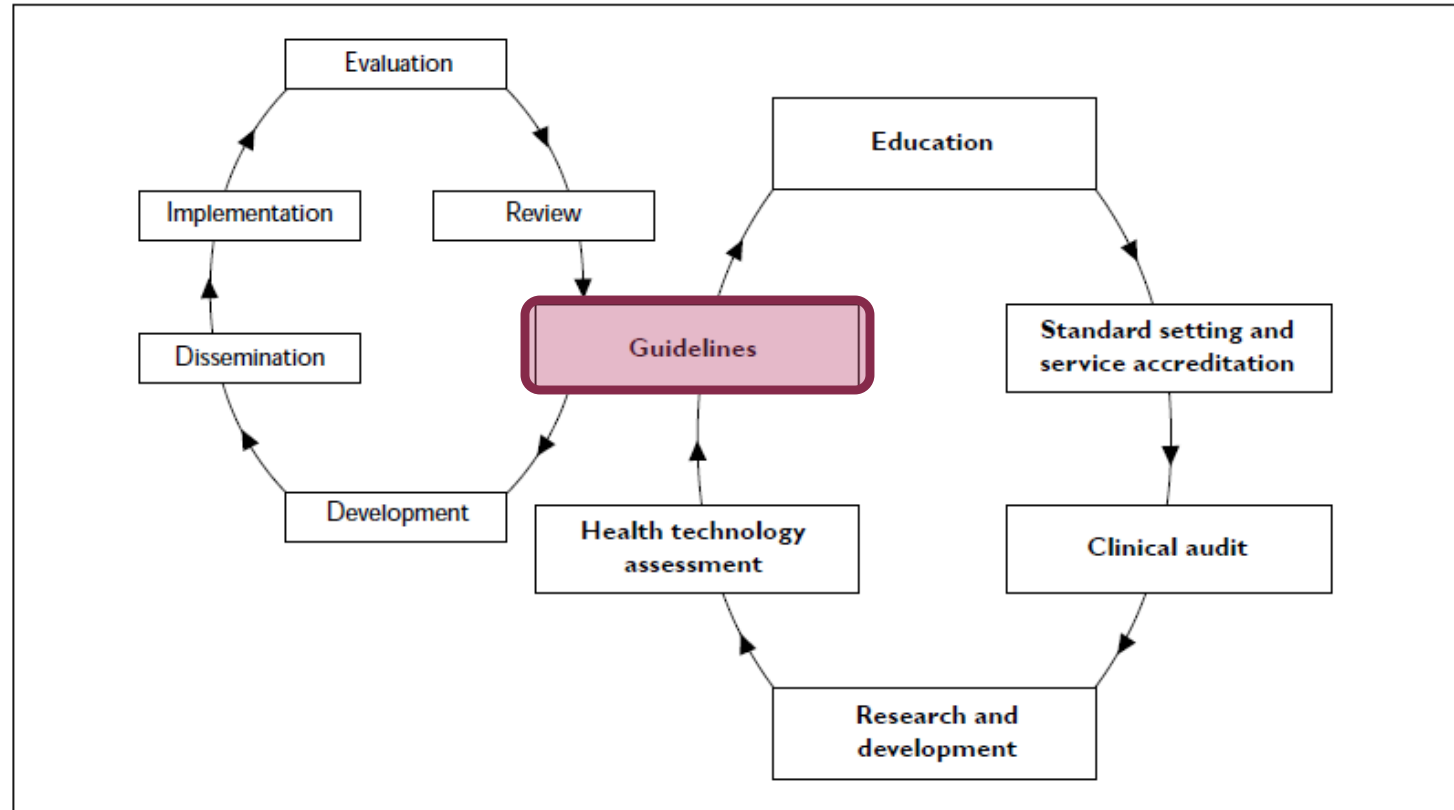 Evaluation
Education
Implementation
Review
Guidelines
Standard setting and
service accreditation
Dissemination
Development
Health technology
assessment
Clinical audit
Research and
development